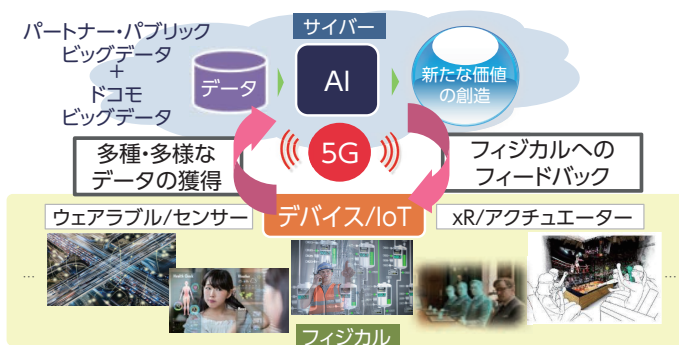 パートナー・パブリック
ビッグデータ
+
ドコモ
ビッグデータ
サイバー
データ
AI
新たな価値
の創造
5G
多種・多様な
データの獲得
フィジカルへの
フィードバック
ウェアラブル/センサー
デバイス/IoT
xR/アクチュエーター
…
…
フィジカル